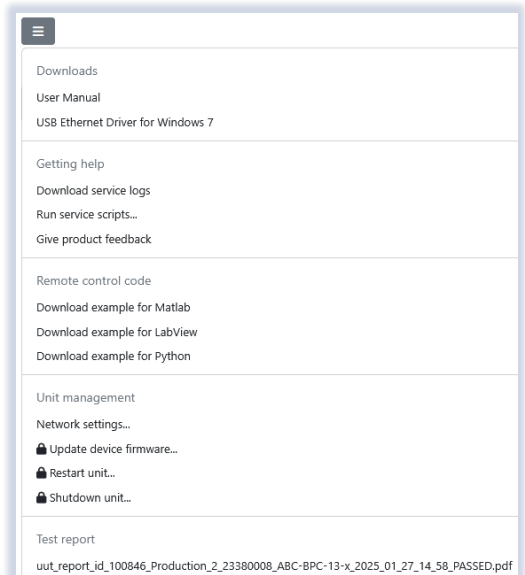 Downloads
User Manual
USB Ethernet Driver for Windows 7
Getting help
Download service logs
Run service scripts...
Give product feedback
Remote control code
Download example for Matlab
Download example for LabView
Download example for Python
Unit management
Network settings...
Update device firmware...
Restart unit...
Shutdown unit...
Test report
uut_report_id_100846_Production_2_23380008_ABC-BPC-13-x_2025_01_27_14_58_PASSED.pdf